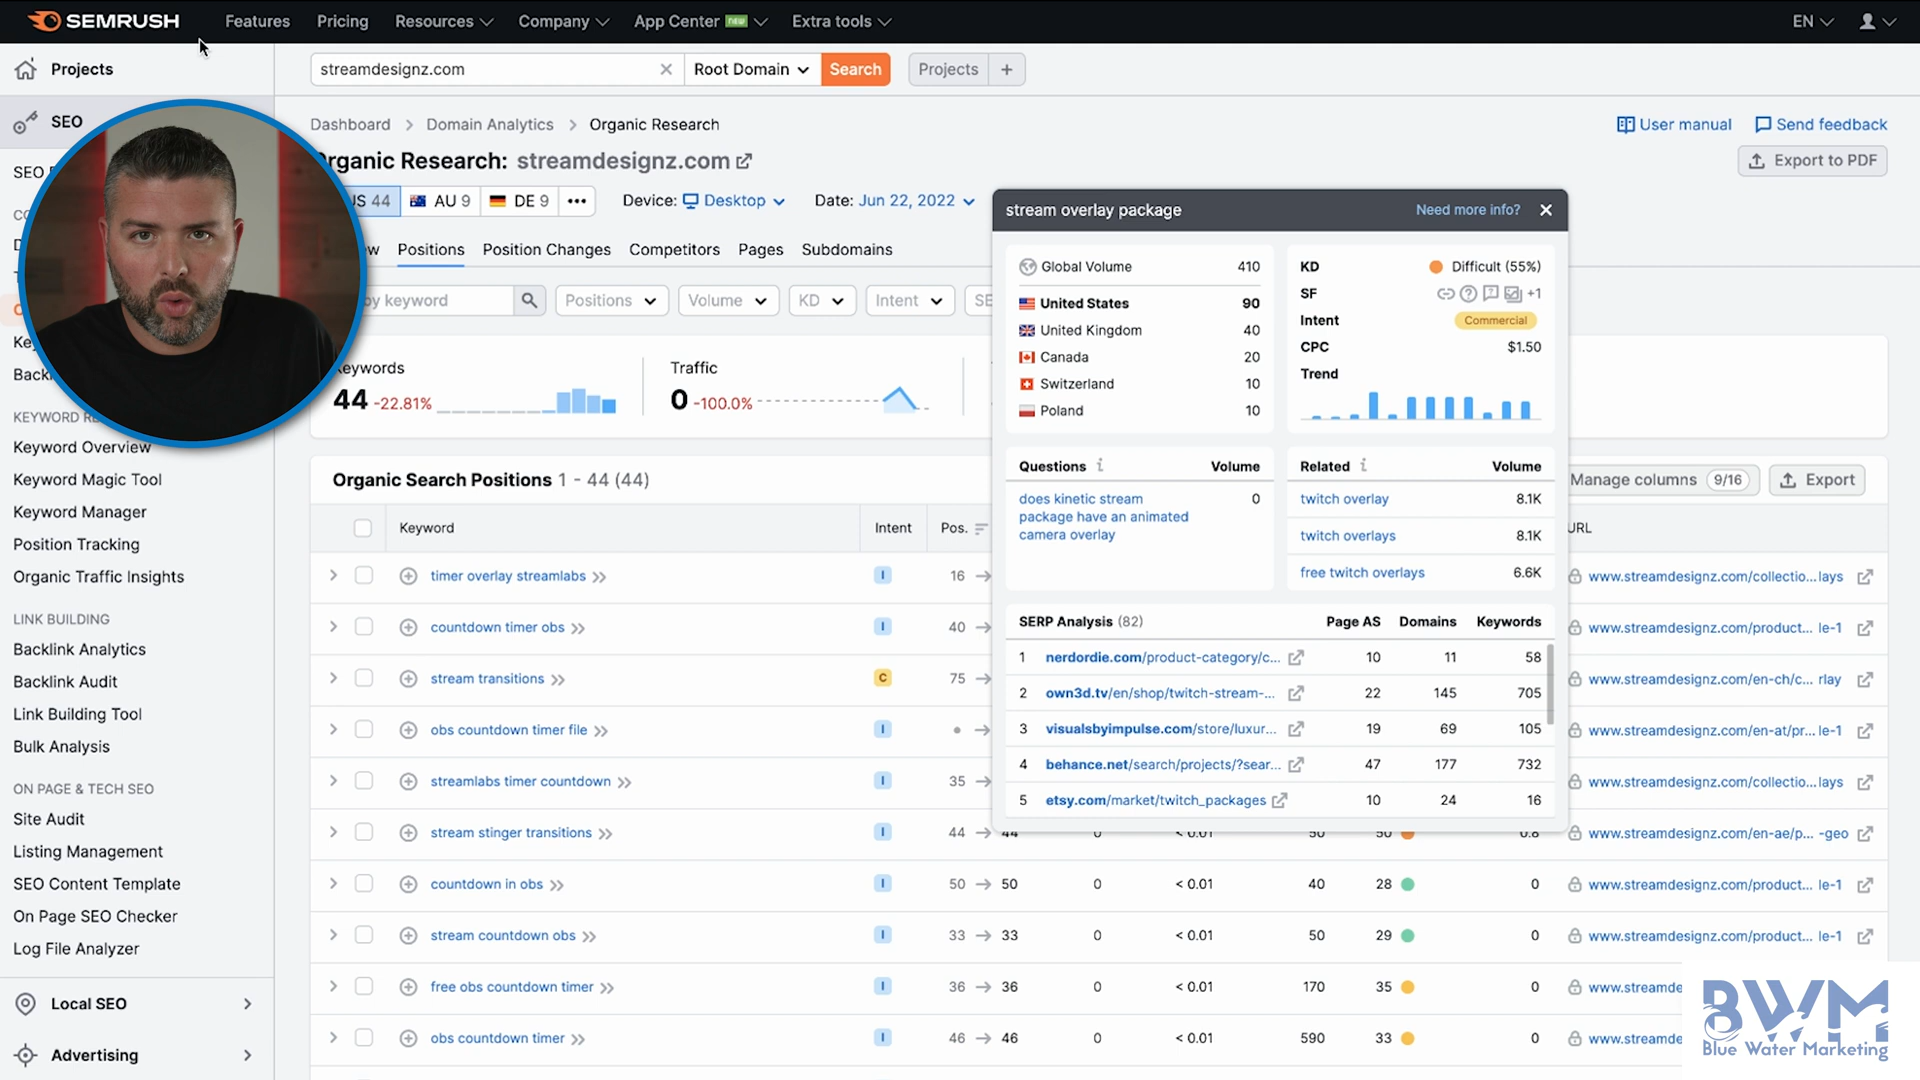 SEMRUSH Features Pricing Resources Company App Center NEW Extra tools EN
Projects
streamdesignz.com Root Domain Search Projects +
SEO
Dashboard > Domain Analytics > Organic Research User manual Send feedback
Organic Research: streamdesignz.com Export to PDF
SEO
US 44 AU 9 DE 9 ••• Device: Desktop Date: Jun 22, 2022
Positions Position Changes Competitors Pages Subdomains
by keyword Positions Volume KD Intent SE
Keywords
44 -22.81%
Traffic
0 -100.0%
KEYWORD RE
Keyword Overview
Keyword Magic Tool
Keyword Manager
Position Tracking
Organic Traffic Insights
LINK BUILDING
Backlink Analytics
Backlink Audit
Link Building Tool
Bulk Analysis
ON PAGE & TECH SEO
Site Audit
Listing Management
SEO Content Template
On Page SEO Checker
Log File Analyzer
Local SEO
Advertising
stream overlay package Need more info?
Global Volume 410
United States 90
United Kingdom 40
Canada 20
Switzerland 10
Poland 10
KD Difficult (55%)
SF +1
Intent Commercial
CPC $1.50
Trend
Questions i Volume
does kinetic stream 0
package have an animated
camera overlay
Related i Volume
twitch overlay 8.1K
twitch overlays 8.1K
free twitch overlays 6.6K
SERP Analysis (82) Page AS Domains Keywords
1 nerdordie.com/product-category/c... 10 11 58
2 own3d.tv/en/shop/twitch-stream-... 22 145 705
3 visualsbyimpulse.com/store/luxur... 19 69 105
4 behance.net/search/projects/?sear... 47 177 732
5 etsy.com/market/twitch_packages 10 24 16
Organic Search Positions 1 - 44 (44) Manage columns 9/16 Export
Keyword Intent Pos. URL
timer overlay streamlabs I 16 → www.streamdesignz.com/collectio...lays
countdown timer obs I 40 → www.streamdesignz.com/product... le-1
stream transitions C 75 → www.streamdesignz.com/en-ch/c... rlay
obs countdown timer file I • → www.streamdesignz.com/en-at/pr... le-1
streamlabs timer countdown I 35 → www.streamdesignz.com/collectio...lays
stream stinger transitions I 44 → 44 0 < 0.01 50 50 0.8 www.streamdesignz.com/en-ae/p... -geo
countdown in obs I 50 → 50 0 < 0.01 40 28 0 www.streamdesignz.com/product... le-1
stream countdown obs I 33 → 33 0 < 0.01 50 29 0 www.streamdesignz.com/product... le-1
free obs countdown timer I 36 → 36 0 < 0.01 170 35 0 www.streamde
obs countdown timer I 46 → 46 0 < 0.01 590 33 0 www.streamde
BWM
Blue Water Marketing